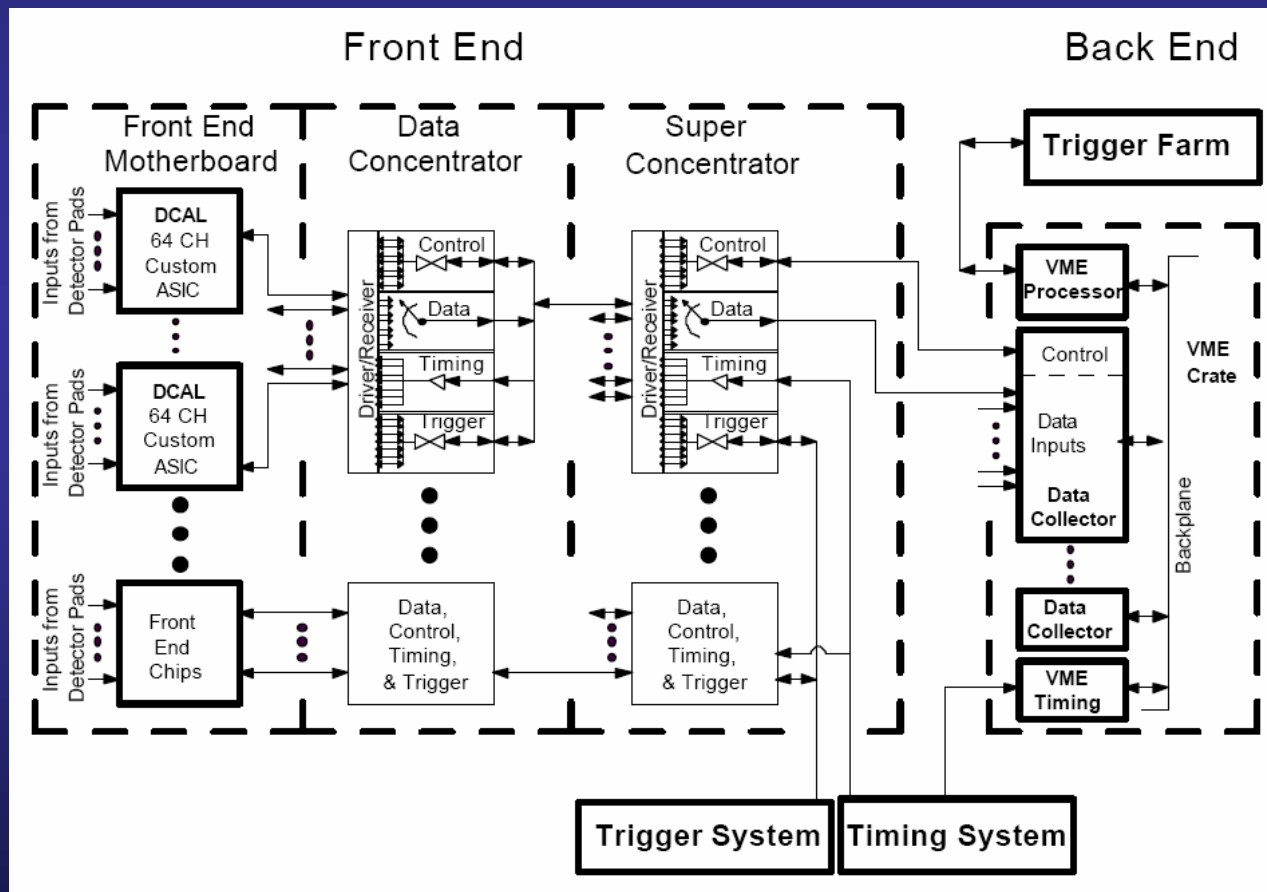 Front End
Back End
Front End
Motherboard
Data
Concentrator
Super
Concentrator
Trigger Farm
Inputs from
Detector Pads
DCAL
64 CH
Custom
ASIC
Inputs from
Detector Pads
DCAL
64 CH
Custom
ASIC
Inputs from
Detector Pads
Front
End
Chips
Driver/Receiver
Control
Data
Timing
Trigger
Data,
Control,
Timing,
& Trigger
Driver/Receiver
Control
Data
Timing
Trigger
Data,
Control,
Timing,
& Trigger
VME
Processor
Control
Data
Inputs
Data
Collector
Data
Collector
VME
Timing
Backplane
VME
Crate
Trigger System
Timing System